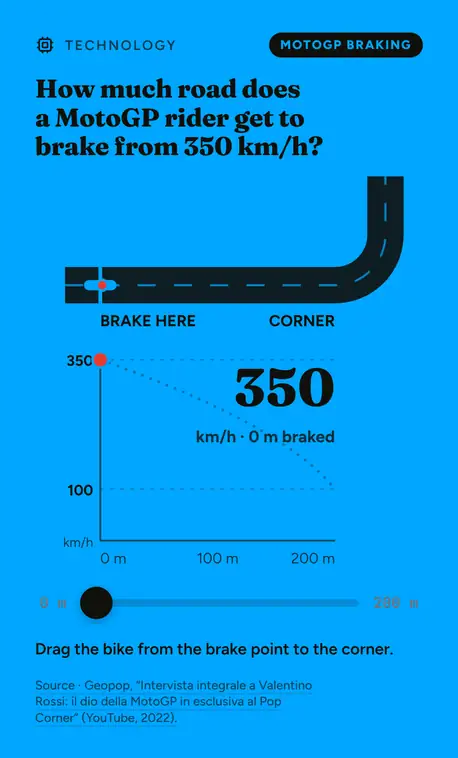 TECHNOLOGY
MOTOGP BRAKING
How much road does
a MotoGP rider get to
brake from 350 km/h?
BRAKE HERE
CORNER
350
350
km/h · 0 m braked
100
km/h
0 m
100 m
200 m
Drag the bike from the brake point to the corner.
Source · Geopop, "Intervista integrale a Valentino
Rossi: il dio della MotoGP in esclusiva al Pop
Corner" (YouTube, 2022).